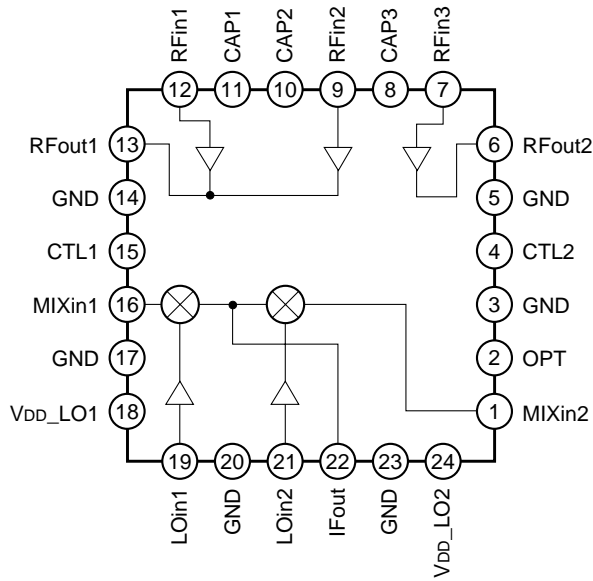 RFin1
CAP1
CAP2
RFin2
CAP3
RFin3
12
11
10
9
8
7
RFout1
13
6
RFout2
GND
14
5
GND
CTL1
15
4
CTL2
MIXin1
16
3
GND
GND
17
2
OPT
VDD_LO1
18
1
MIXin2
19
20
21
22
23
24
LOin1
GND
LOin2
IFout
GND
VDD_LO2